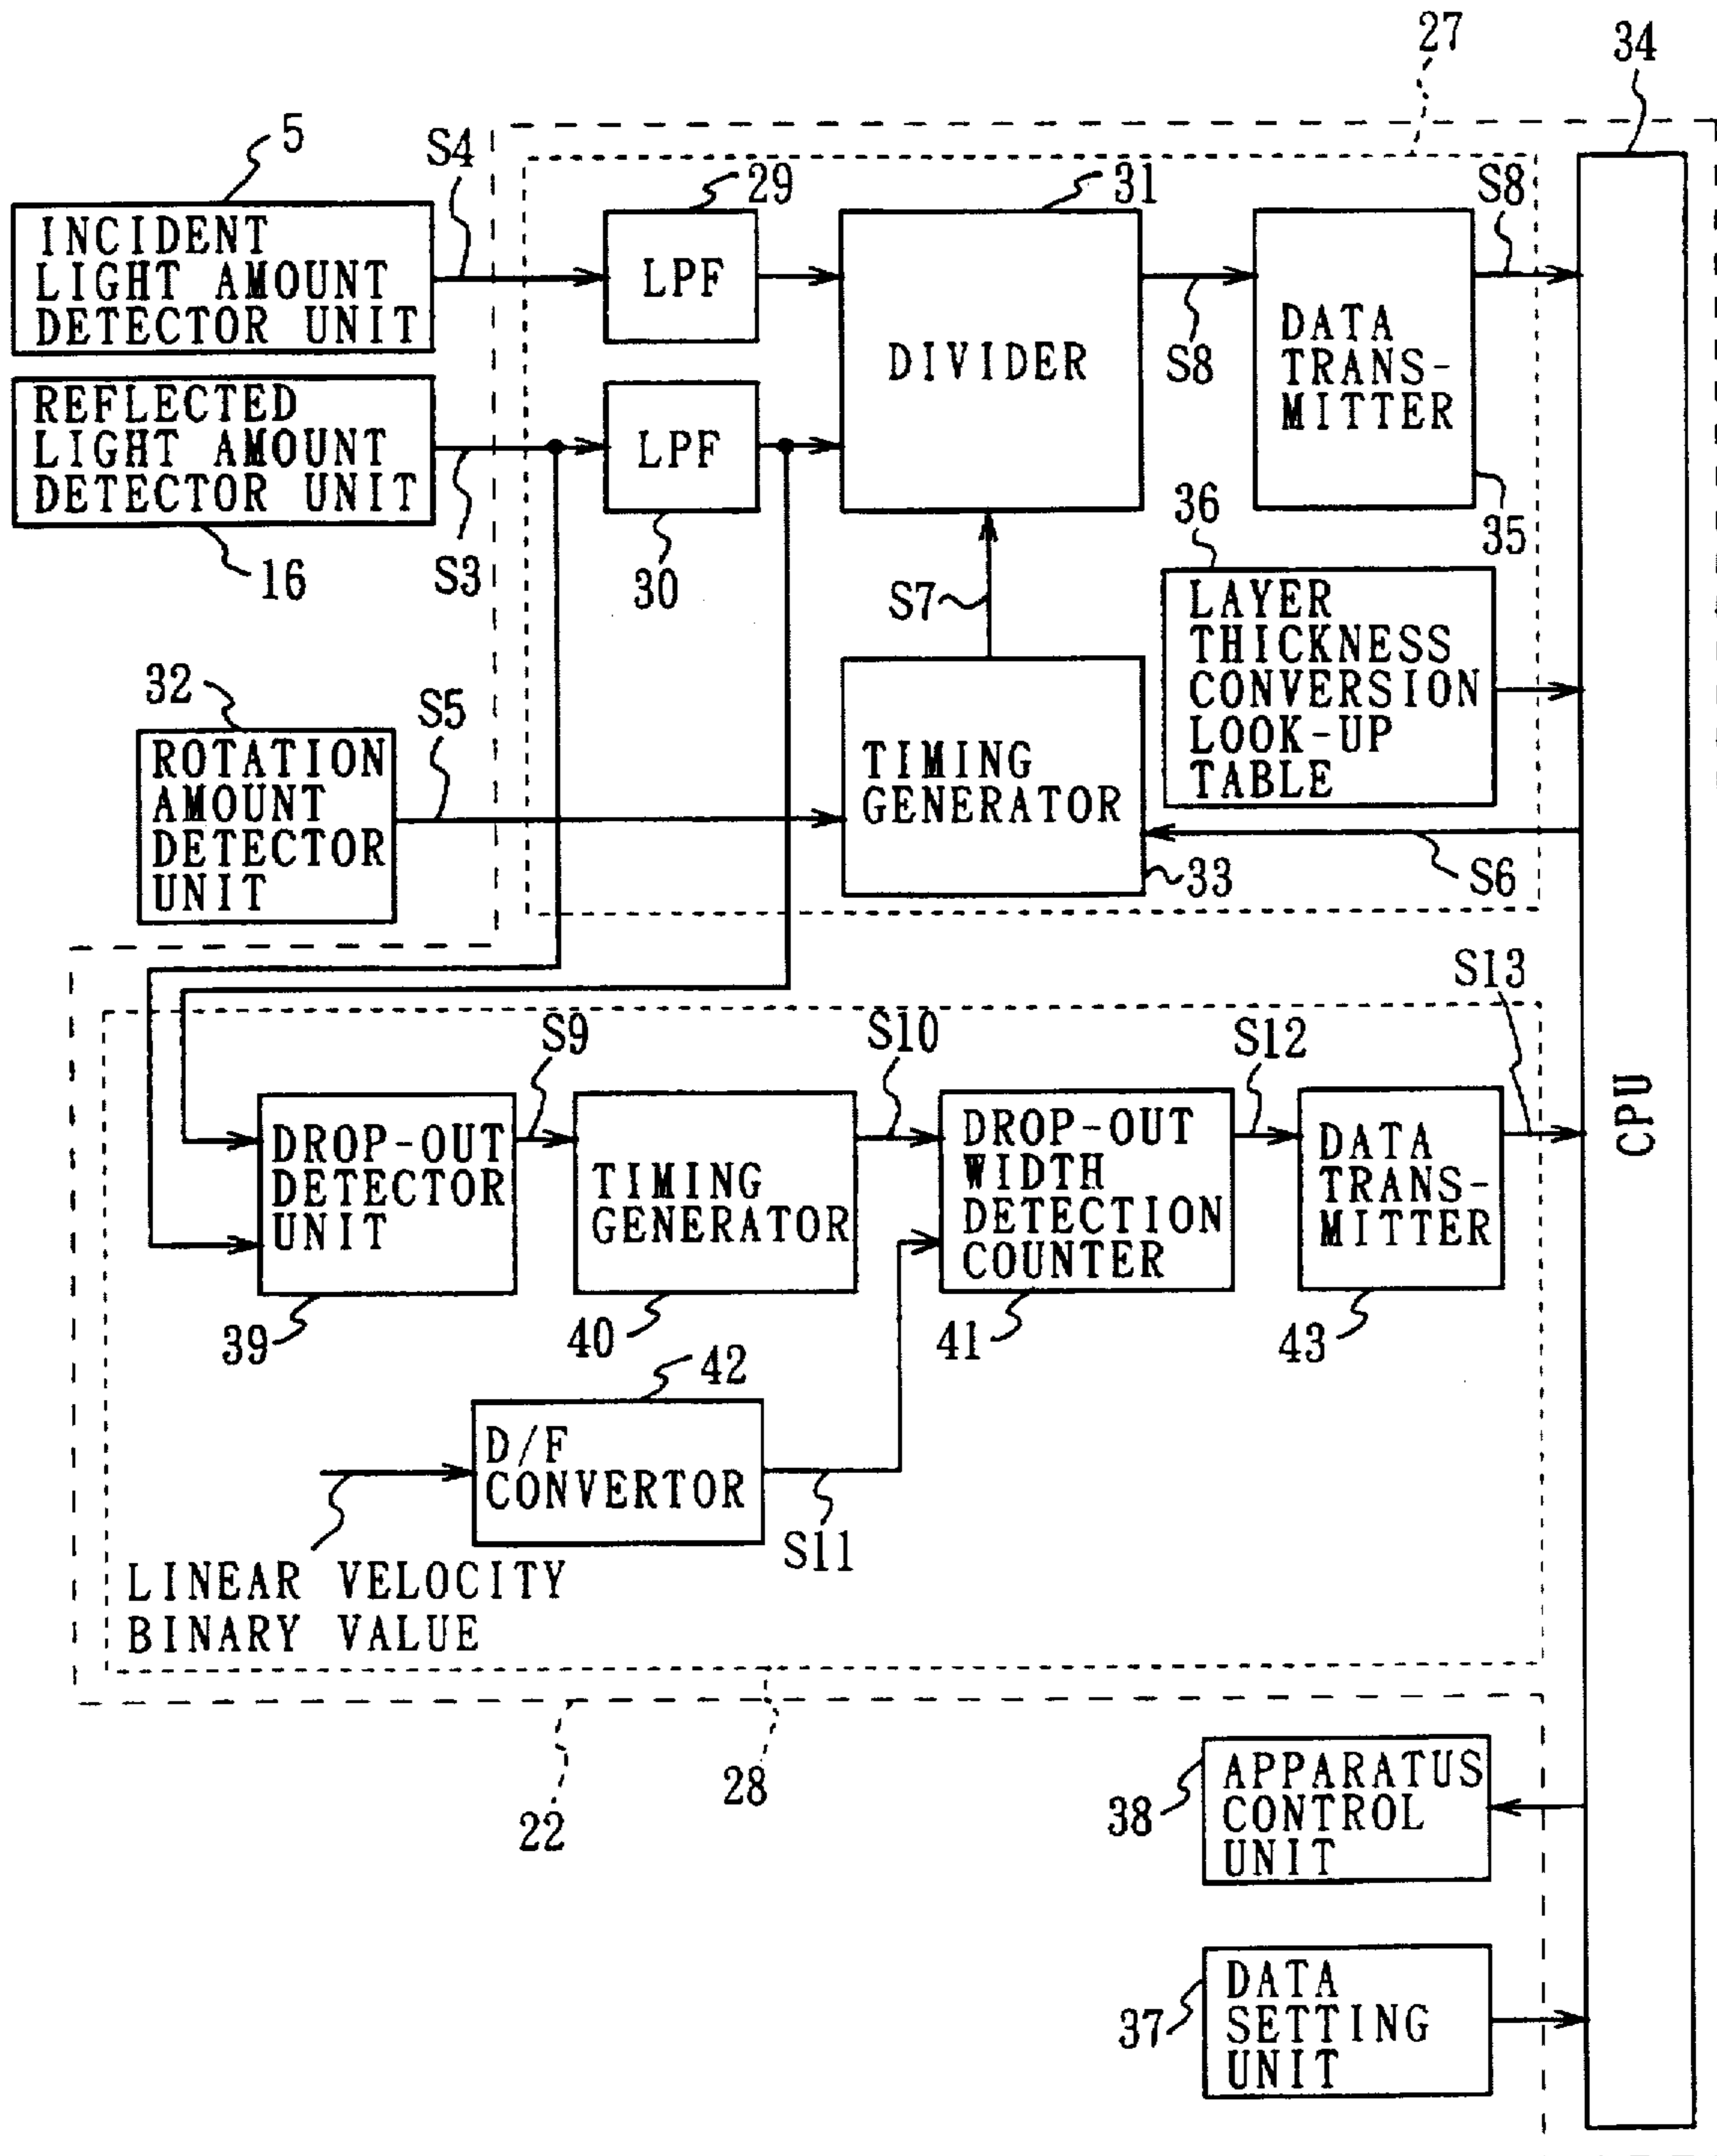 27
34
5
S4
29
31
S8
INCIDENT
LIGHT AMOUNT
DETECTOR UNIT
LPF
DIVIDER
S8
DATA
TRANS-
MITTER
REFLECTED
LIGHT AMOUNT
DETECTOR UNIT
LPF
16
S3
30
S7
36
35
LAYER
THICKNESS
CONVERSION
LOOK-UP
TABLE
32
S5
ROTATION
AMOUNT
DETECTOR
UNIT
TIMING
GENERATOR
33
S6
S13
S9
S10
S12
CPU
DROP-OUT
DETECTOR
UNIT
TIMING
GENERATOR
DROP-OUT
WIDTH
DETECTION
COUNTER
DATA
TRANS-
MITTER
39
40
41
43
42
D/F
CONVERTOR
S11
LINEAR VELOCITY
BINARY VALUE
22
28
38
APPARATUS
CONTROL
UNIT
37
DATA
SETTING
UNIT